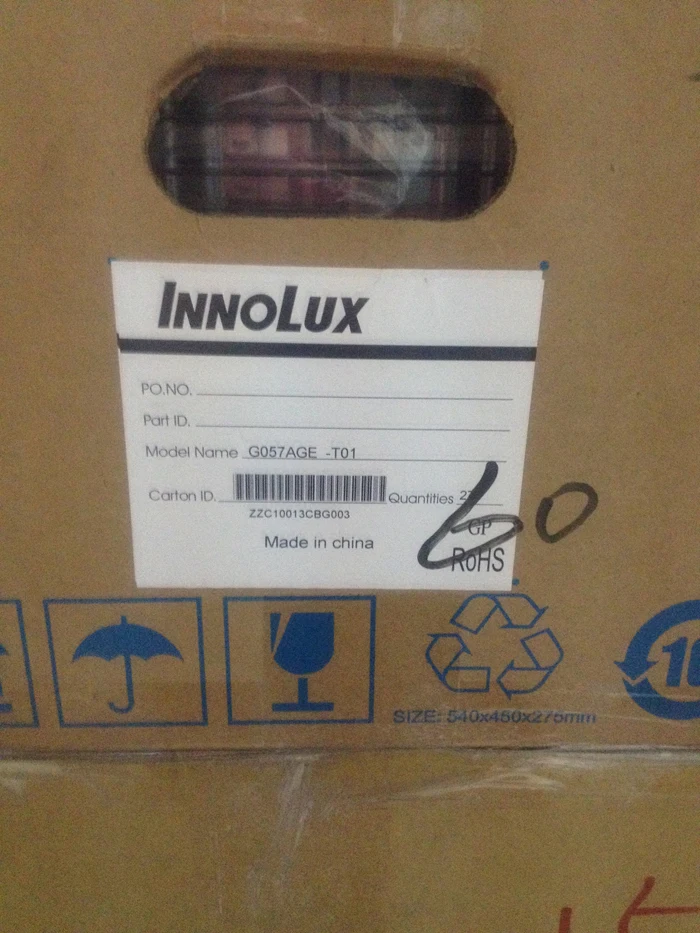 INNOLUX
PO.NO.
Part ID.
Model Name G057AGE -T01
Carton ID. Quantities
ZZC10013CBG003
Made in china
60
GP
RoHS
SIZE: 540x460x275mm